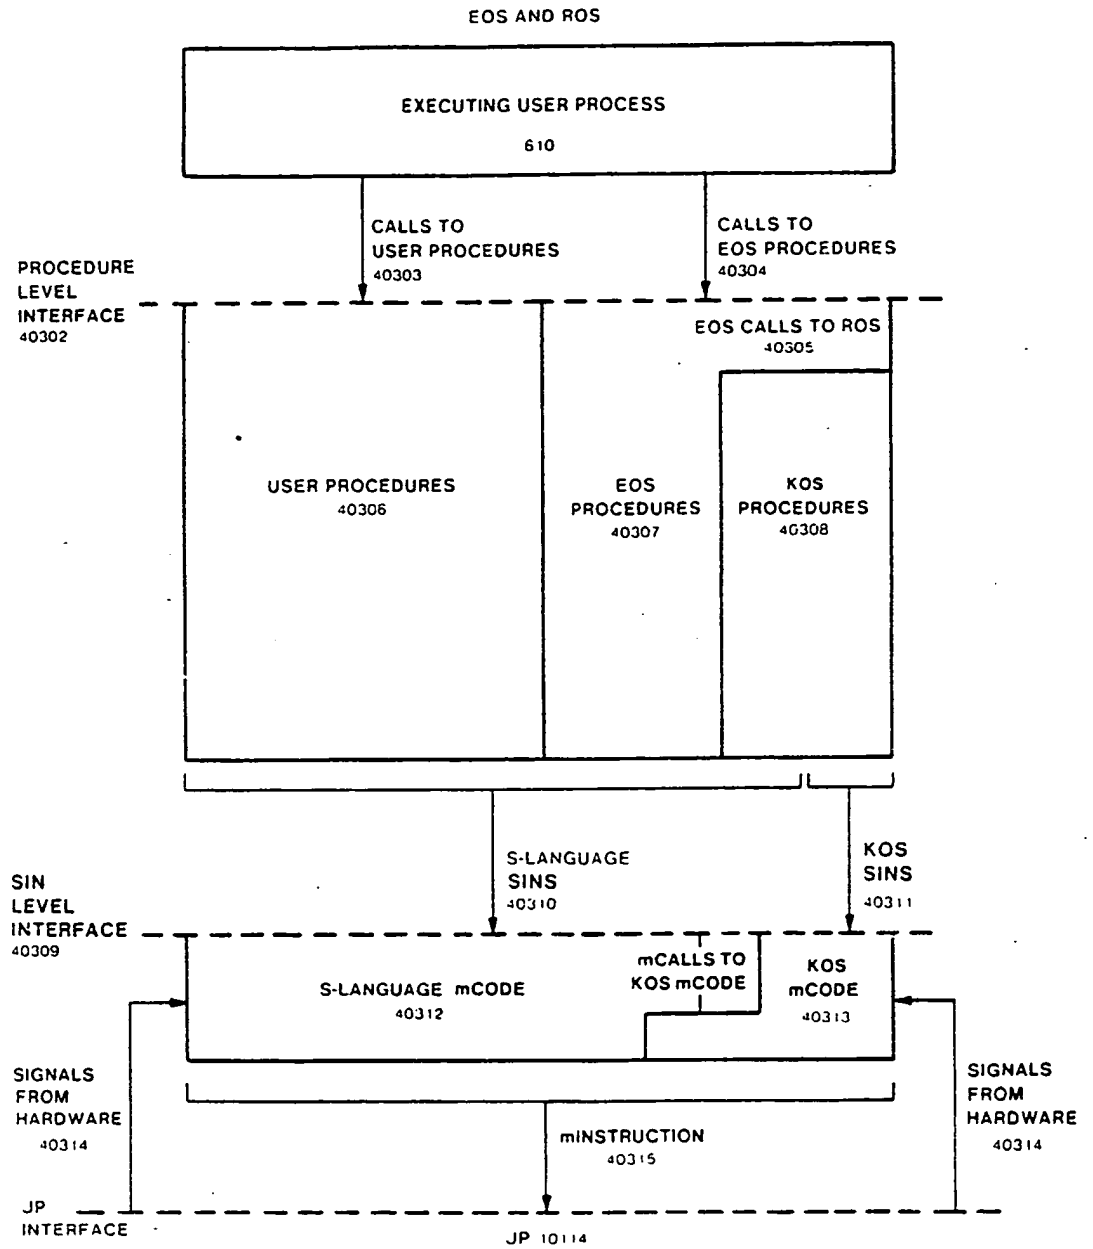 EOS AND ROS
EXECUTING USER PROCESS
610
CALLS TO
USER PROCEDURES
40303
CALLS TO
EOS PROCEDURES
40304
PROCEDURE
LEVEL
INTERFACE
40302
EOS CALLS TO ROS
40305
USER PROCEDURES
40306
EOS
PROCEDURES
40307
KOS
PROCEDURES
40308
S-LANGUAGE
SINS
40310
KOS
SINS
40311
SIN
LEVEL
INTERFACE
40309
S-LANGUAGE mCODE
40312
mCALLS TO
KOS mCODE
KOS
mCODE
40313
SIGNALS
FROM
HARDWARE
40314
SIGNALS
FROM
HARDWARE
40314
mINSTRUCTION
40315
JP
INTERFACE
JP 10114